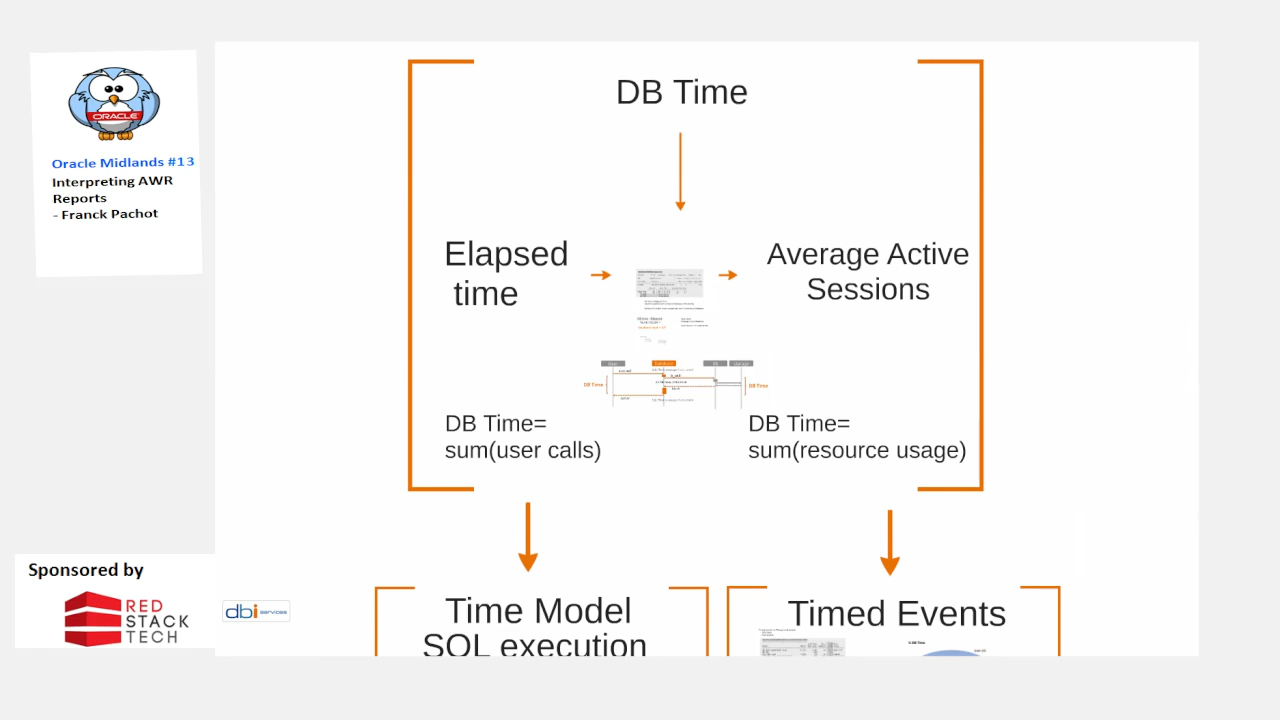 ORACLE
Oracle Midlands #13
Interpreting AWR
Reports
- Franck Pachot
DB Time
Elapsed
time
Average Active
Sessions
DB Time
DB Time
DB Time=
sum(user calls)
DB Time=
sum(resource usage)
Time Model
SQL execution
Timed Events
Sponsored by
RED
STACK
TECH
dbi services